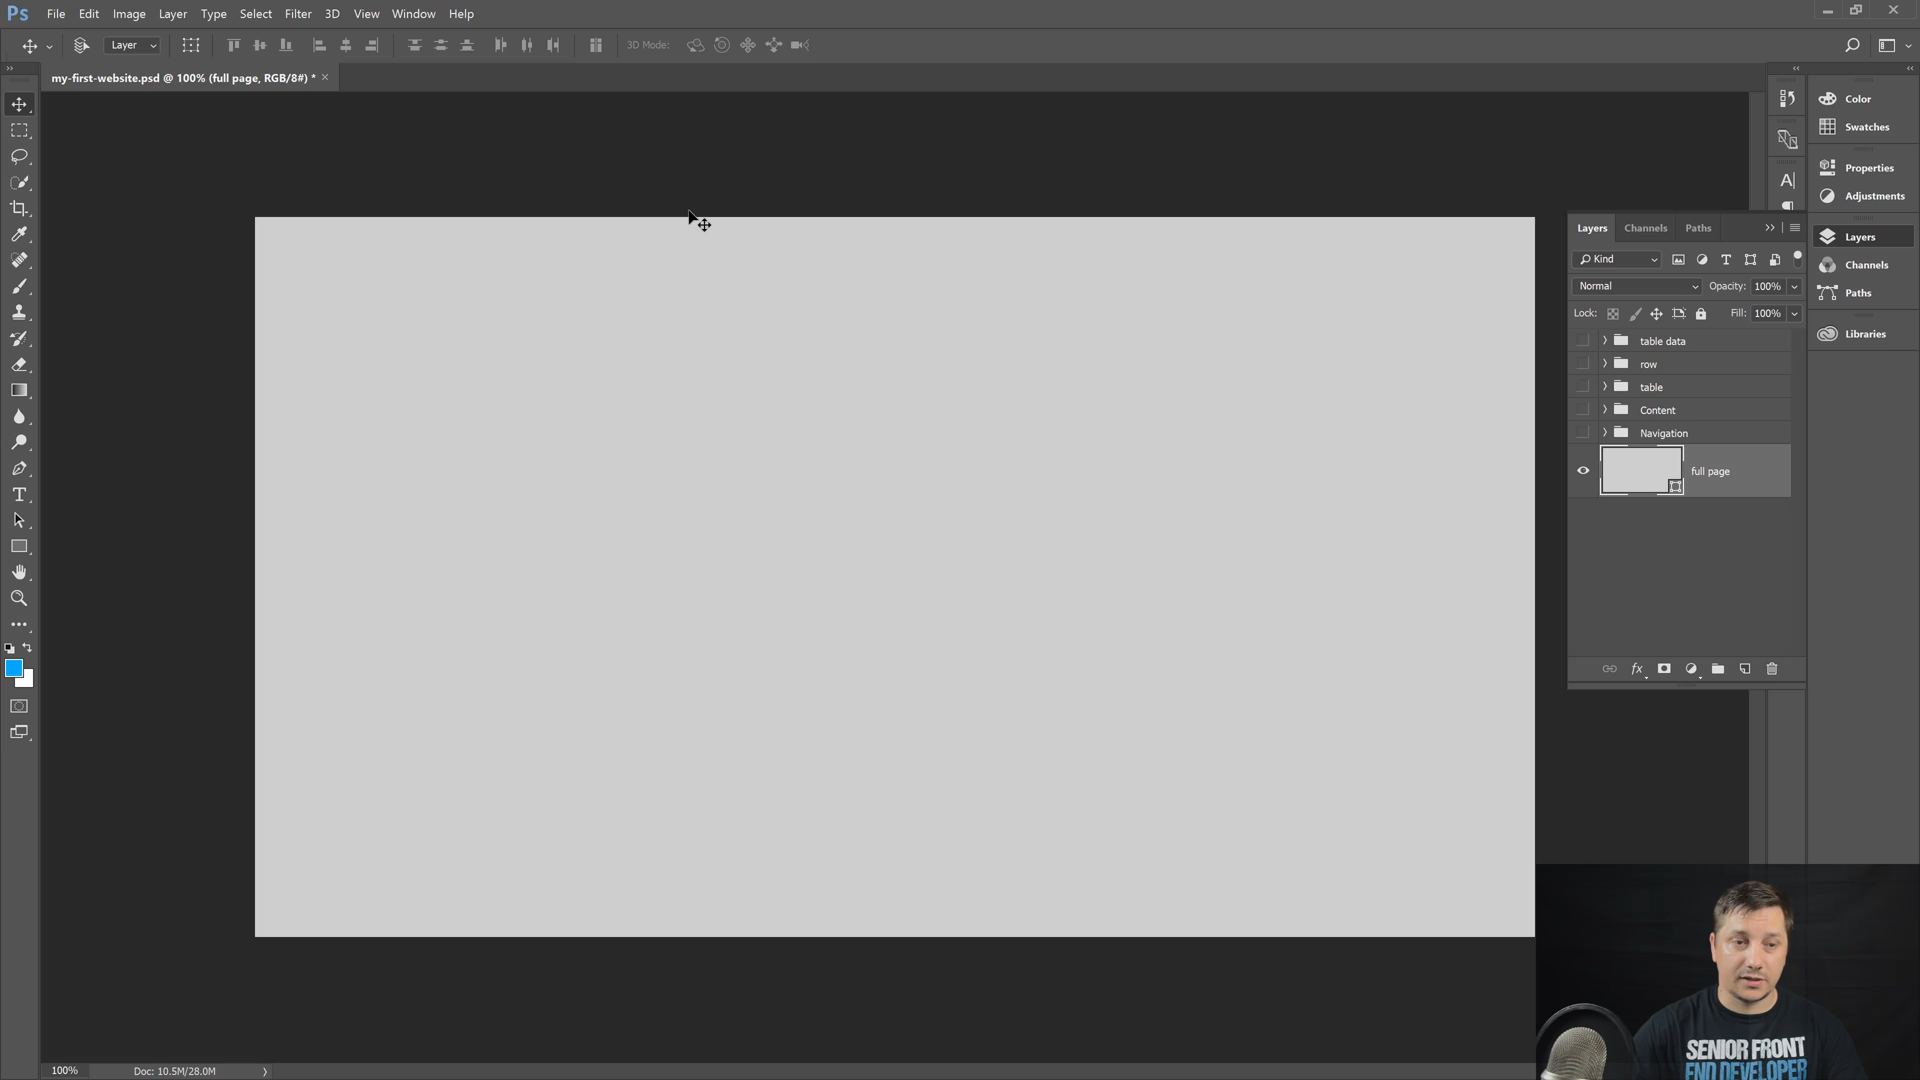 Ps File Edit Image Layer Type Select Filter 3D View Window Help
Layer 3D Mode:
my-first-website.psd @ 100% (full page, RGB/8#) * ×
Color
Swatches
Properties
Adjustments
Layers
Channels
Paths
Libraries
A|
Layers Channels Paths
Kind T
Normal Opacity: 100%
Lock: Fill: 100%
table data
row
table
Content
Navigation
full page
fx
T
100% Doc: 10.5M/28.0M
SENIOR FRONT
END DEVELOPER